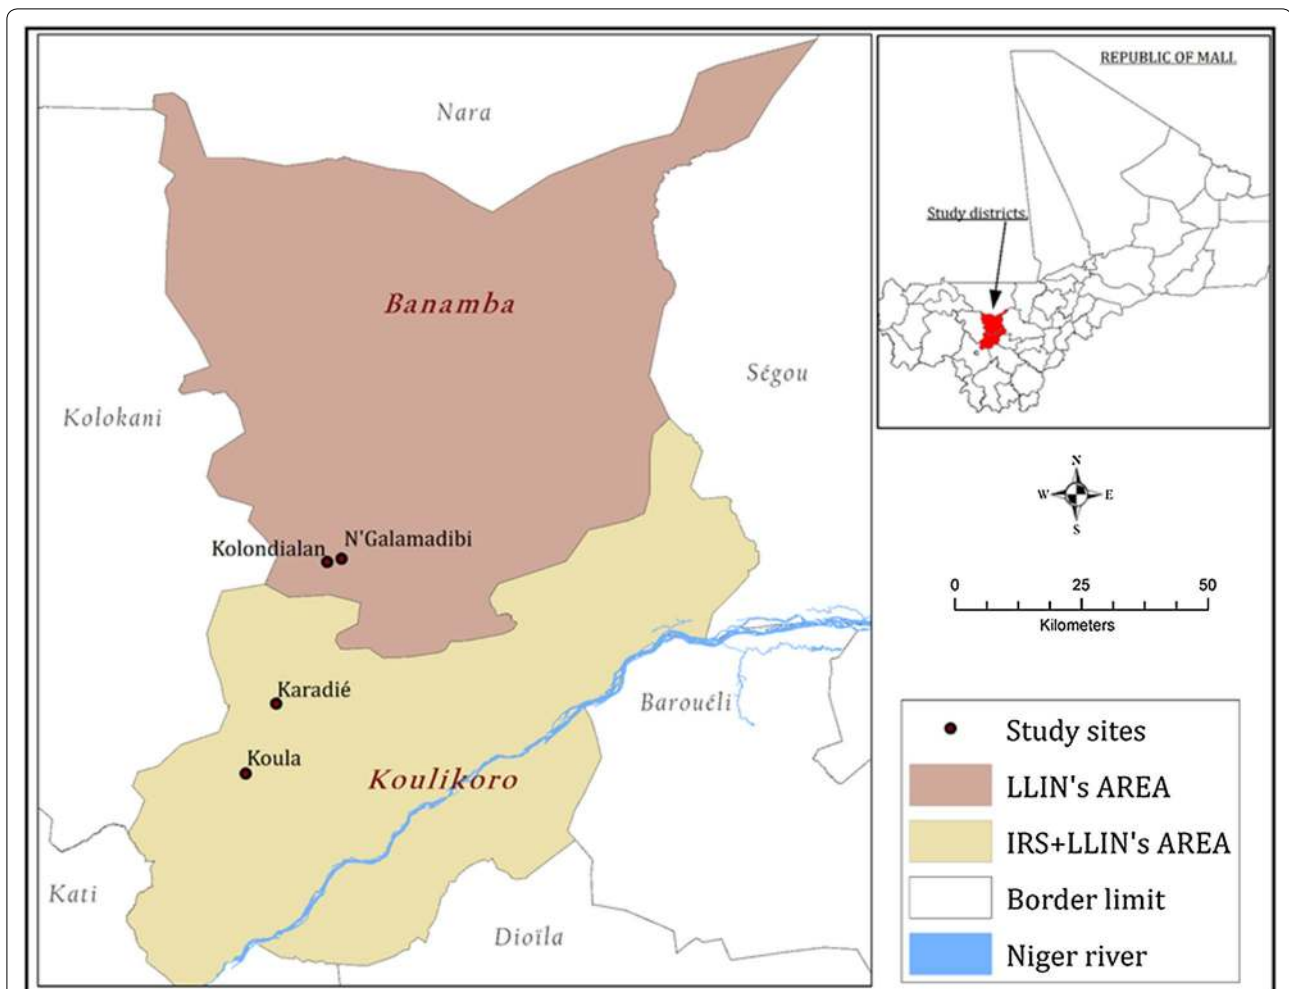 Nara
Banamba
Ségou
Kolokani
Kolondialan
N'Galamadibi
Karadié
Barouéli
Koula
Koulikoro
Kati
Dioïla
REPUBLIC OF MALI.
Study districts.
N
W
E
S
0 25 50
Kilometers
Study sites
LLIN's AREA
IRS+LLIN's AREA
Border limit
Niger river